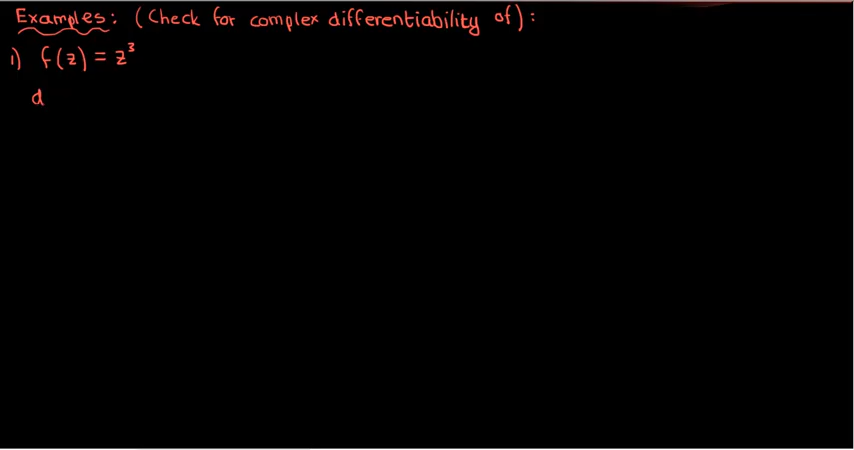 Examples: (Check for complex differentiability of):
1) f(z) = z³
d